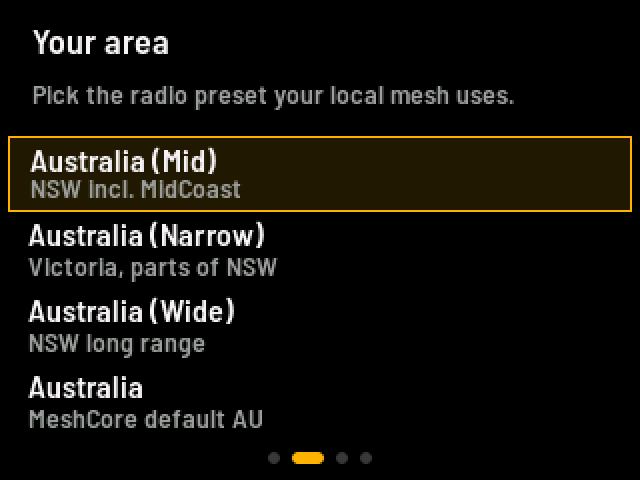 Your area
Pick the radio preset your local mesh uses.
Australia (Mid)
NSW incl. MidCoast
Australia (Narrow)
Victoria, parts of NSW
Australia (Wide)
NSW long range
Australia
MeshCore default AU